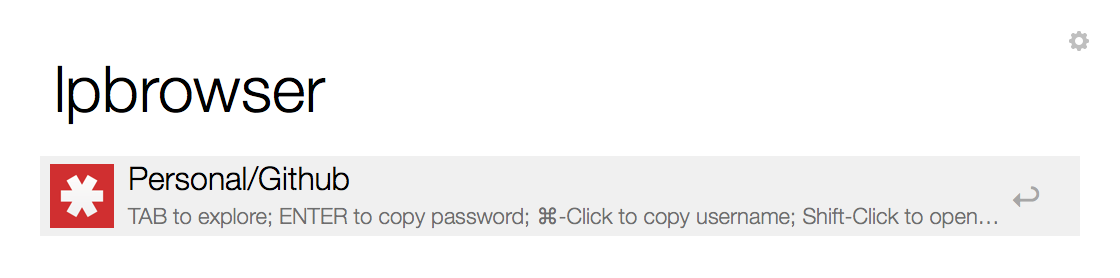 lpbrowser
Personal/Github
TAB to explore; ENTER to copy password; ⌘-Click to copy username; Shift-Click to open…